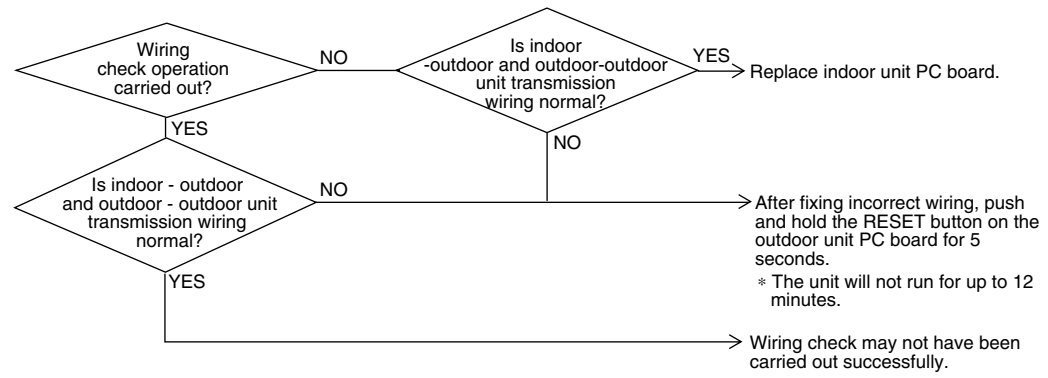 Wiring
check operation
carried out?
NO
Is indoor
-outdoor and outdoor-outdoor
unit transmission
wiring normal?
YES
Replace indoor unit PC board.
YES
NO
Is indoor - outdoor
and outdoor - outdoor unit
transmission wiring
normal?
NO
After fixing incorrect wiring, push
and hold the RESET button on the
outdoor unit PC board for 5
seconds.
* The unit will not run for up to 12
minutes.
YES
Wiring check may not have been
carried out successfully.